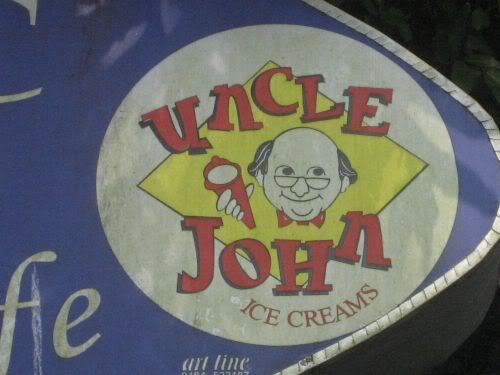 UNCLE
JOHN
ICE CREAMS
fe
art line